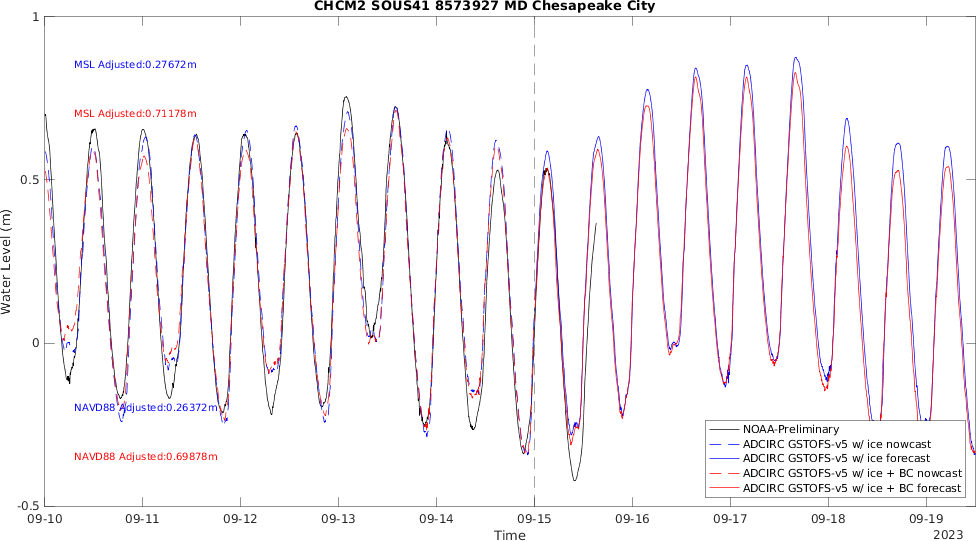 CHCM2 SOUS41 8573927 MD Chesapeake City
1
MSL Adjusted:0.27672m
MSL Adjusted:0.71178m
0.5
Water Level (m)
0
NAVD88 Adjusted:0.26372m
NAVD88 Adjusted:0.69878m
NOAA-Preliminary
ADCIRC GSTOFS-v5 w/ ice nowcast
ADCIRC GSTOFS-v5 w/ ice forecast
ADCIRC GSTOFS-v5 w/ ice + BC nowcast
ADCIRC GSTOFS-v5 w/ ice + BC forecast
-0.5
09-10 09-11 09-12 09-13 09-14 09-15 09-16 09-17 09-18 09-19
Time
2023